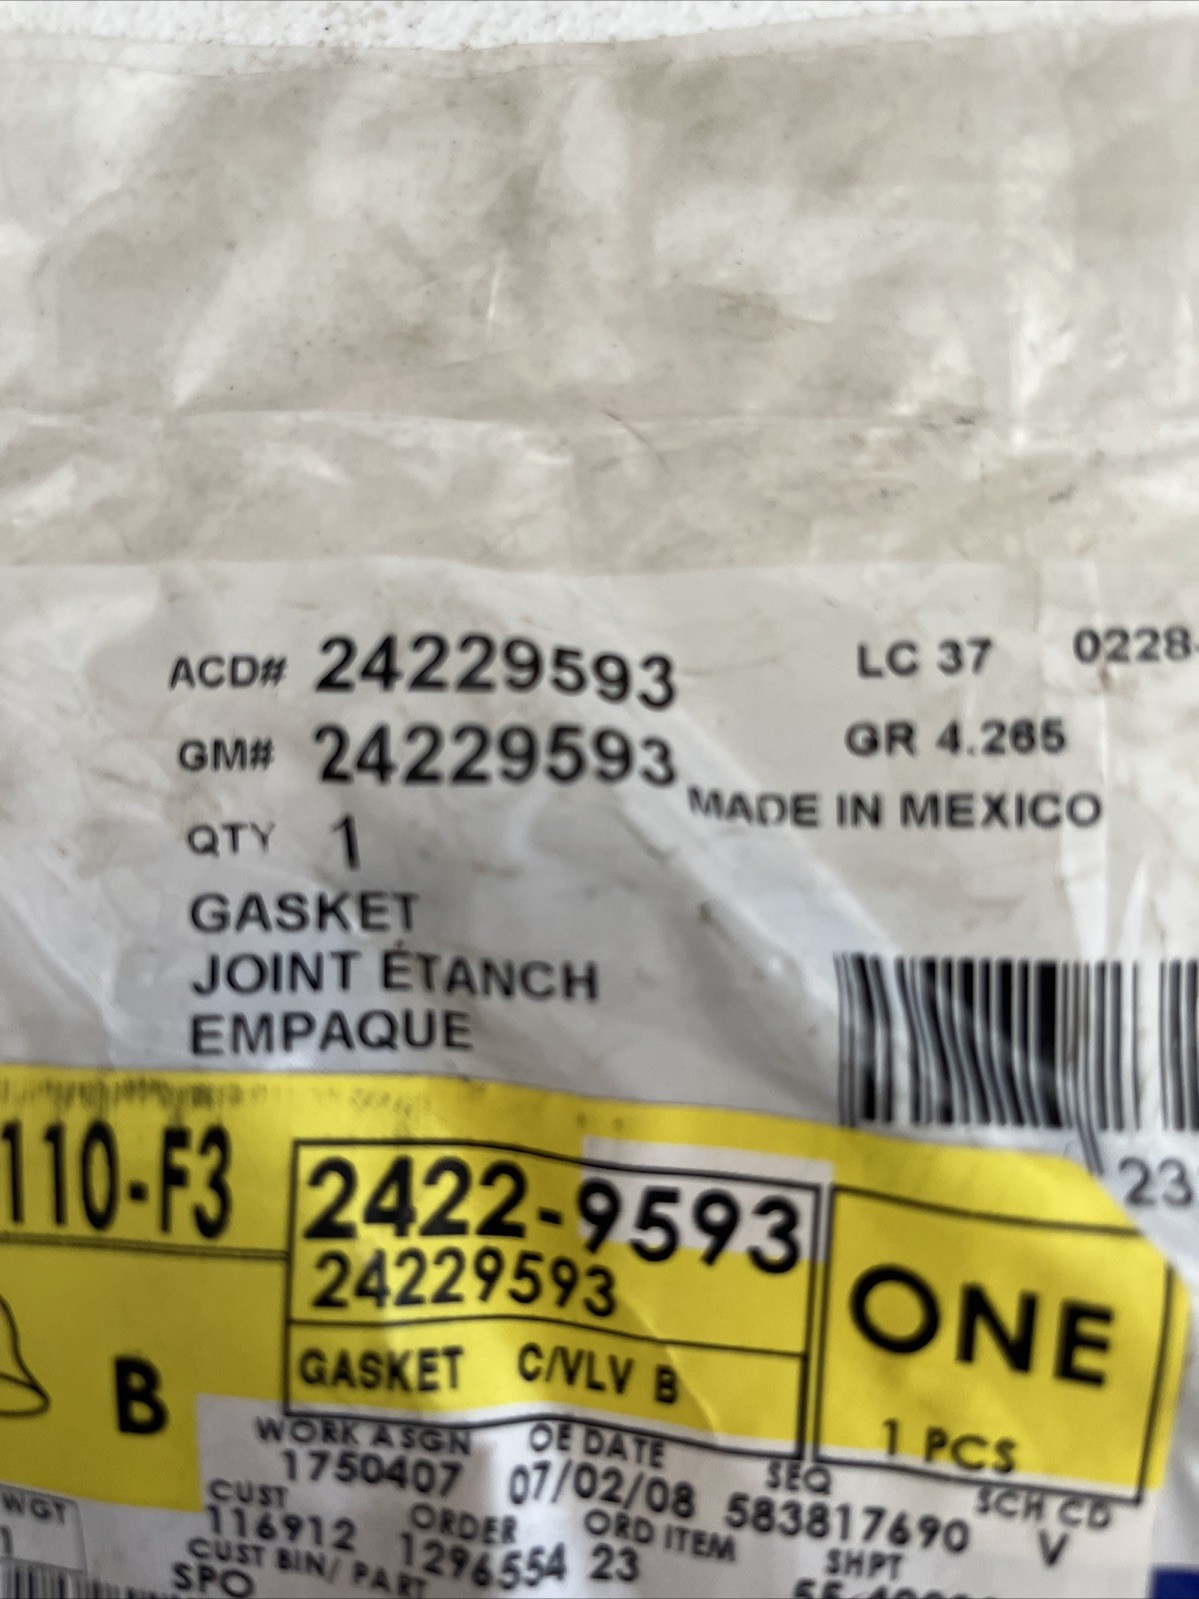 ACD# 24229593 LC 37 0228-
GM# 24229593 GR 4.265
MADE IN MEXICO
QTY 1
GASKET
JOINT ÉTANCH
EMPAQUE
23
110-F3 2422-9593
24229593
ONE
B GASKET C/VLV B
1 PCS
WORK ASGN OE DATE SEQ SCH CD
1750407 07/02/08 583817690 V
WGT CUST ORDER ORD ITEM SHPT
1 116912 1296554 23
CUST BIN/ PART
SPO